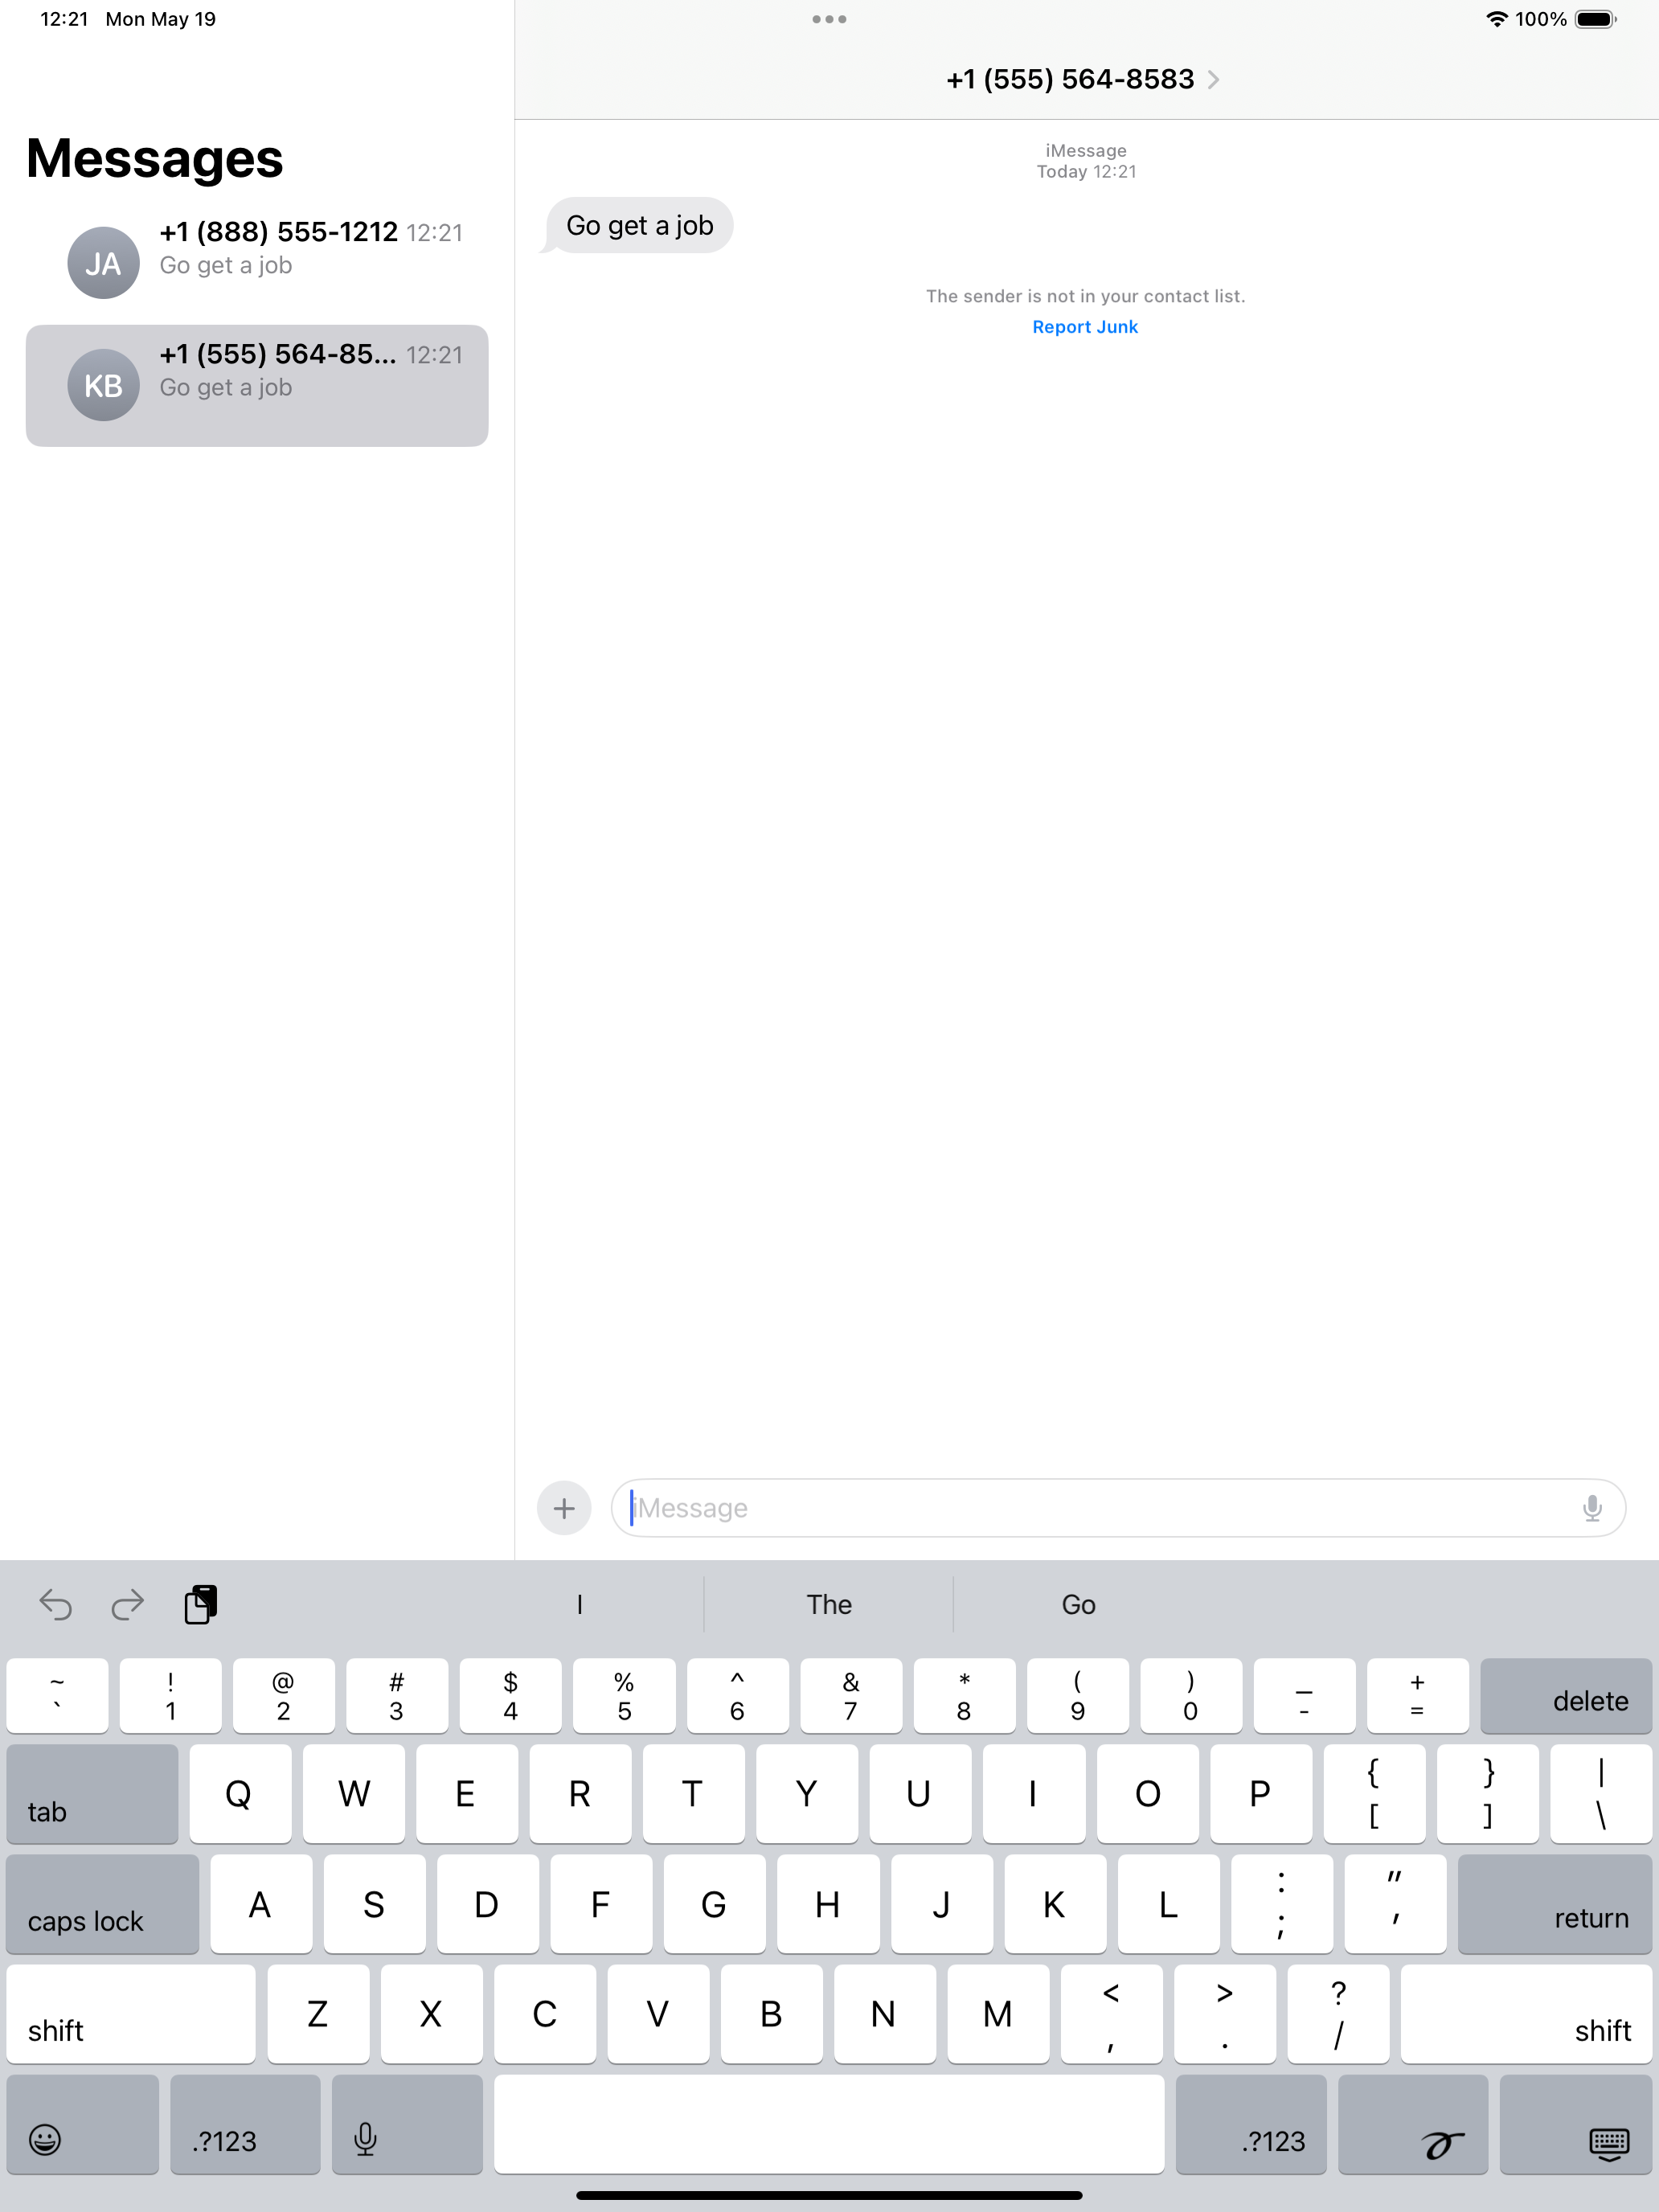 12:21 Mon May 19
100%
Messages
JA
+1 (888) 555-1212 12:21
Go get a job
KB
+1 (555) 564-85... 12:21
Go get a job
+1 (555) 564-8583
iMessage
Today 12:21
Go get a job
The sender is not in your contact list.
Report Junk
iMessage
I The Go
~ ! @ # $ % ^ & * ( ) _ +
` 1 2 3 4 5 6 7 8 9 0 - = delete
tab Q W E R T Y U I O P { [ } ] | \
caps lock A S D F G H J K L : ; " ' return
shift Z X C V B N M < , > . ? / shift
.?123 .?123